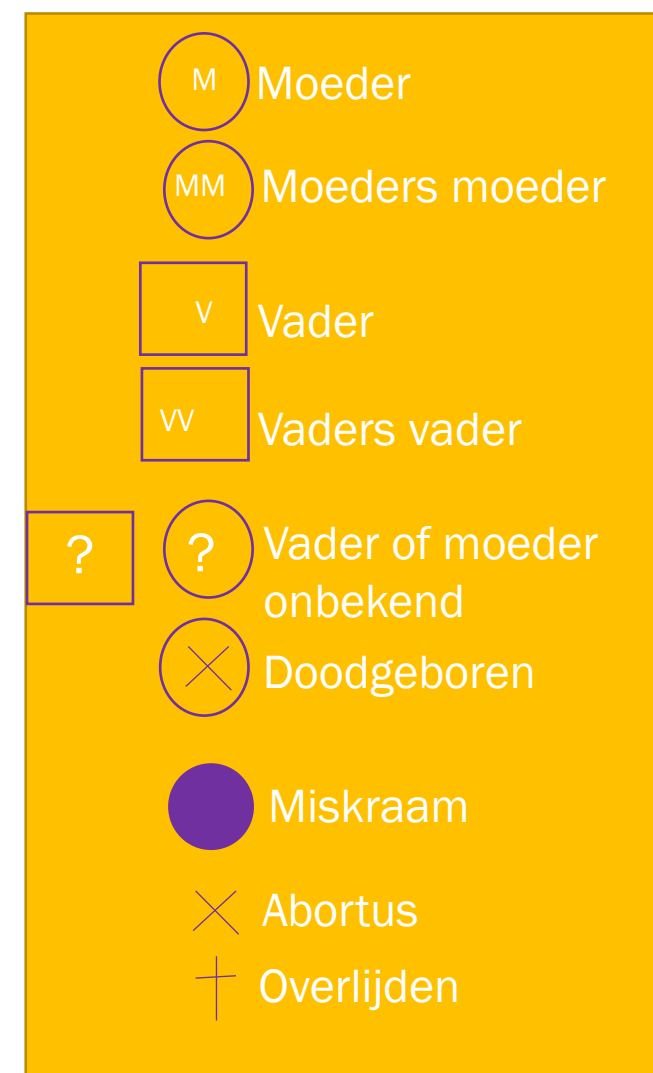 M Moeder
MM Moeders moeder
V Vader
VV Vaders vader
? ? Vader of moeder
onbekend
Doodgeboren
Miskraam
Abortus
Overlijden